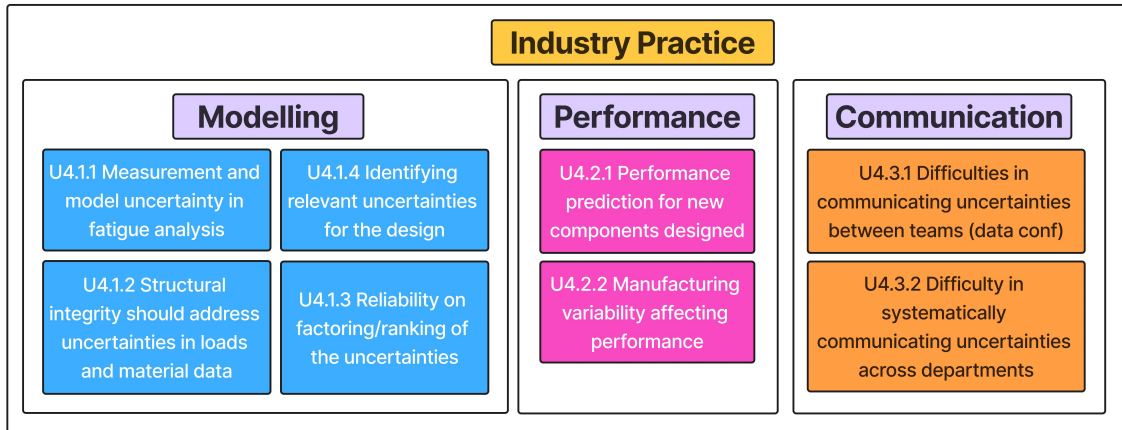 Industry Practice
Modelling
U4.1.1 Measurement and
model uncertainty in
fatigue analysis
U4.1.4 Identifying
relevant uncertainties
for the design
U4.1.2 Structural
integrity should address
uncertainties in loads
and material data
U4.1.3 Reliability on
factoring/ranking of
the uncertainties
Performance
U4.2.1 Performance
prediction for new
components designed
U4.2.2 Manufacturing
variability affecting
performance
Communication
U4.3.1 Difficulties in
communicating uncertainties
between teams (data conf)
U4.3.2 Difficulty in
systematically
communicating uncertainties
across departments